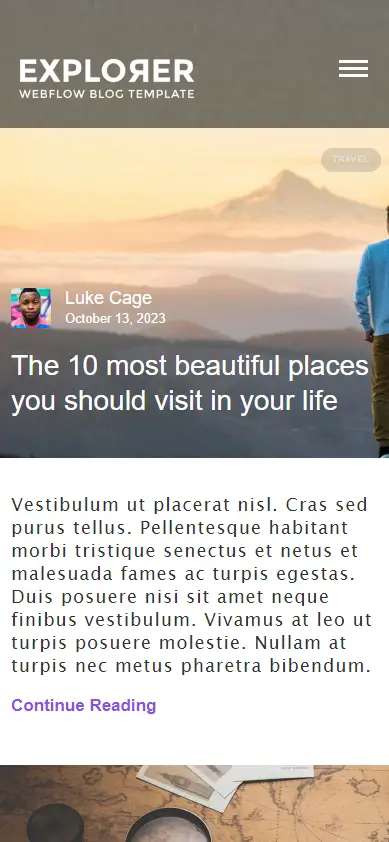 EXPLOЯER
WEBFLOW BLOG TEMPLATE
TRAVEL
Luke Cage
October 13, 2023
The 10 most beautiful places
you should visit in your life
Vestibulum ut placerat nisl. Cras sed
purus tellus. Pellentesque habitant
morbi tristique senectus et netus et
malesuada fames ac turpis egestas.
Duis posuere nisi sit amet neque
finibus vestibulum. Vivamus at leo ut
turpis posuere molestie. Nullam at
turpis nec metus pharetra bibendum.
Continue Reading